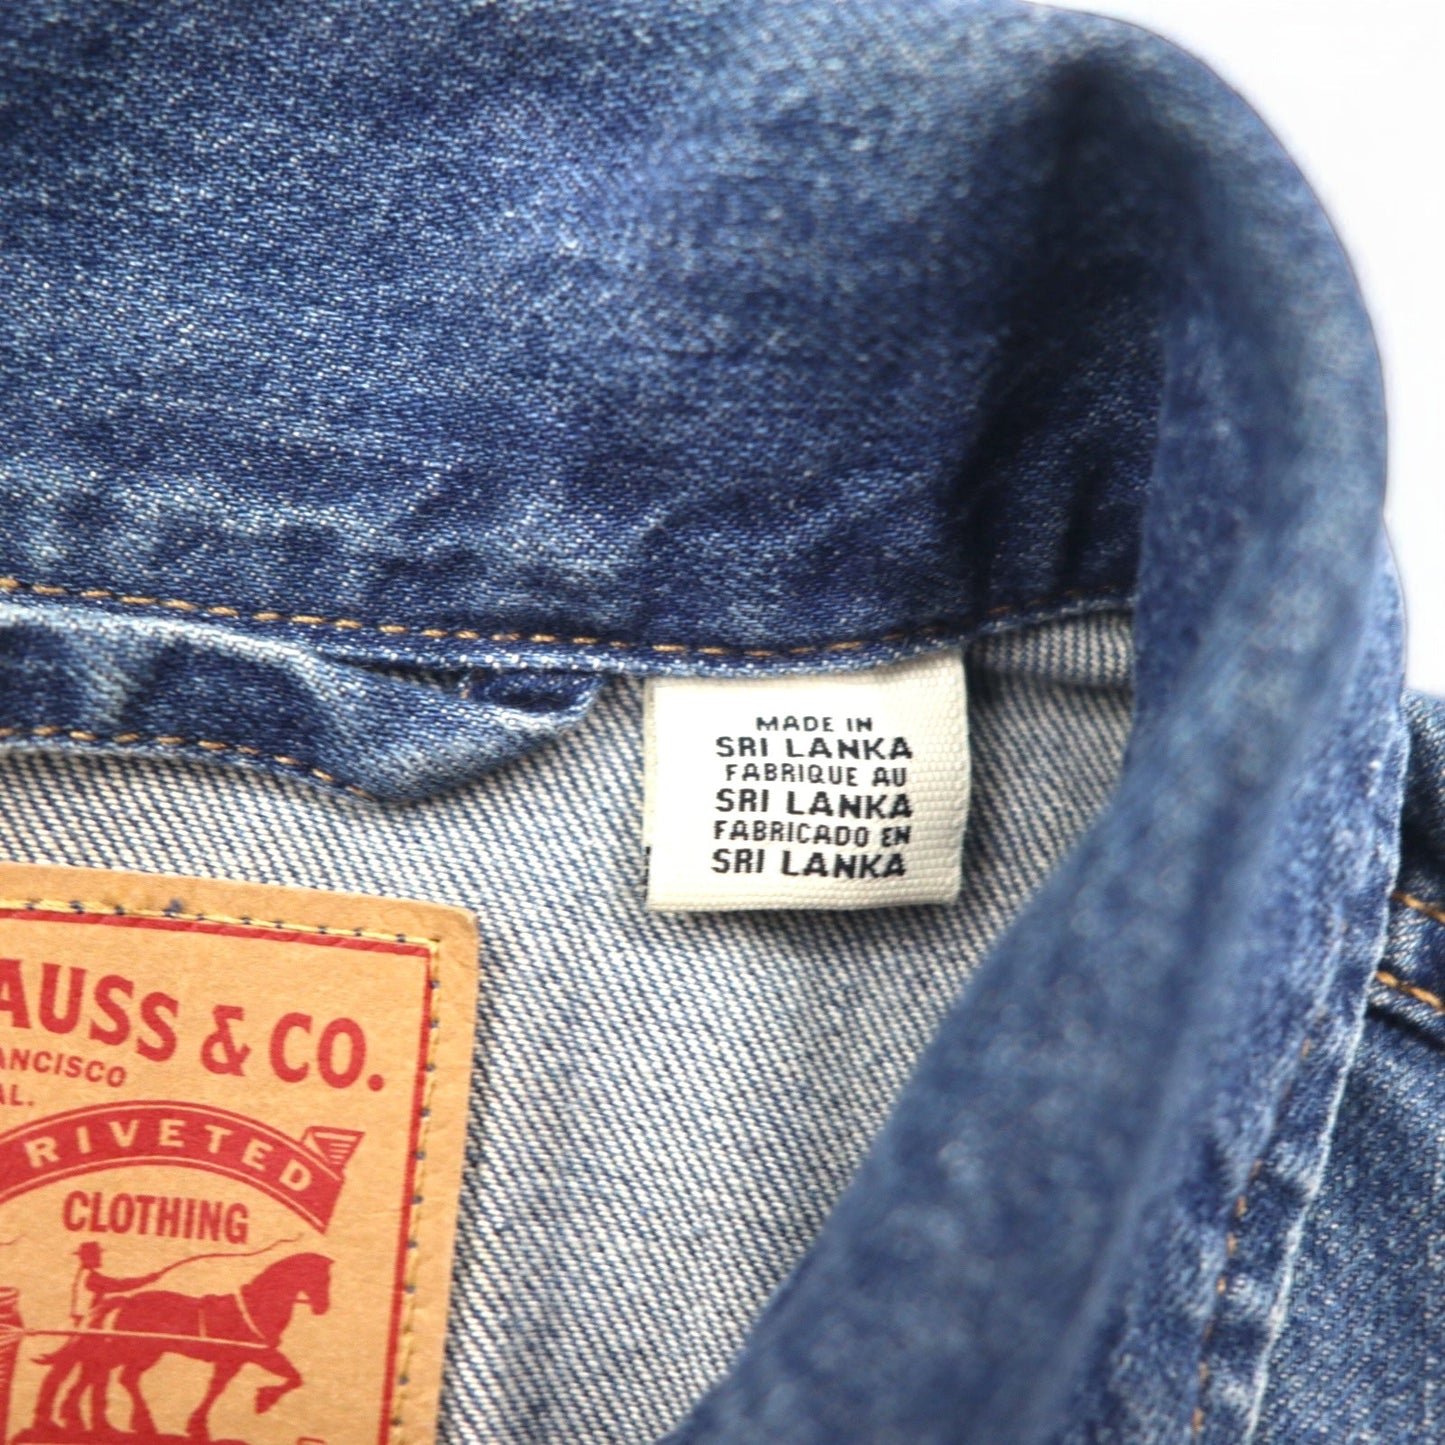 MADE IN
SRI LANKA
FABRIQUE AU
SRI LANKA
FABRICADO EN
SRI LANKA
AUSS & CO.
ANCISCO
AL.
RIVETED
CLOTHING